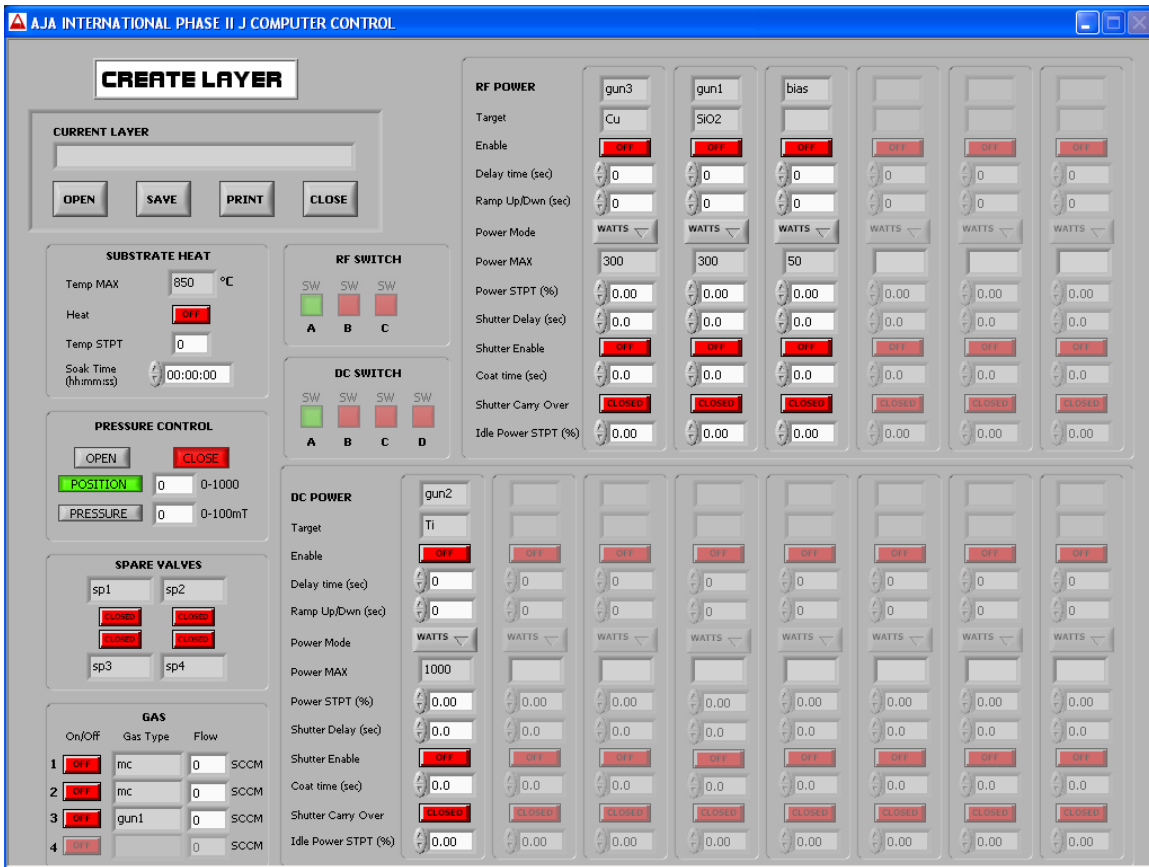 AJA INTERNATIONAL PHASE II J COMPUTER CONTROL
CREATE LAYER
CURRENT LAYER
OPEN SAVE PRINT CLOSE
SUBSTRATE HEAT
Temp MAX 850 °C
Heat OFF
Temp STPT 0
Soak Time
(hh:mm:ss) 00:00:00
PRESSURE CONTROL
OPEN CLOSE
POSITION 0 0-1000
PRESSURE 0 0-100mT
SPARE VALVES
sp1 sp2
CLOSED CLOSED
CLOSED CLOSED
sp3 sp4
GAS
On/Off Gas Type Flow
1 OFF mc 0 SCCM
2 OFF mc 0 SCCM
3 OFF gun1 0 SCCM
4 OFF 0 SCCM
RF SWITCH
SW SW SW
A B C
DC SWITCH
SW SW SW SW
A B C D
RF POWER gun3 gun1 bias
Target Cu SiO2
Enable OFF OFF OFF OFF OFF OFF
Delay time (sec) 0 0 0 0 0 0
Ramp Up/Dwn (sec) 0 0 0 0 0 0
Power Mode WATTS WATTS WATTS WATTS WATTS WATTS
Power MAX 300 300 50
Power STPT (%) 0.00 0.00 0.00 0.00 0.00 0.00
Shutter Delay (sec) 0.0 0.0 0.0 0.0 0.0 0.0
Shutter Enable OFF OFF OFF OFF OFF OFF
Coat time (sec) 0.0 0.0 0.0 0.0 0.0 0.0
Shutter Carry Over CLOSED CLOSED CLOSED CLOSED CLOSED CLOSED
Idle Power STPT (%) 0.00 0.00 0.00 0.00 0.00 0.00
DC POWER gun2
Target Ti
Enable OFF OFF OFF OFF OFF OFF OFF OFF
Delay time (sec) 0 0 0 0 0 0 0 0
Ramp Up/Dwn (sec) 0 0 0 0 0 0 0 0
Power Mode WATTS WATTS WATTS WATTS WATTS WATTS WATTS WATTS
Power MAX 1000
Power STPT (%) 0.00 0.00 0.00 0.00 0.00 0.00 0.00 0.00
Shutter Delay (sec) 0.0 0.0 0.0 0.0 0.0 0.0 0.0 0.0
Shutter Enable OFF OFF OFF OFF OFF OFF OFF OFF
Coat time (sec) 0.0 0.0 0.0 0.0 0.0 0.0 0.0 0.0
Shutter Carry Over CLOSED CLOSED CLOSED CLOSED CLOSED CLOSED CLOSED CLOSED
Idle Power STPT (%) 0.00 0.00 0.00 0.00 0.00 0.00 0.00 0.00